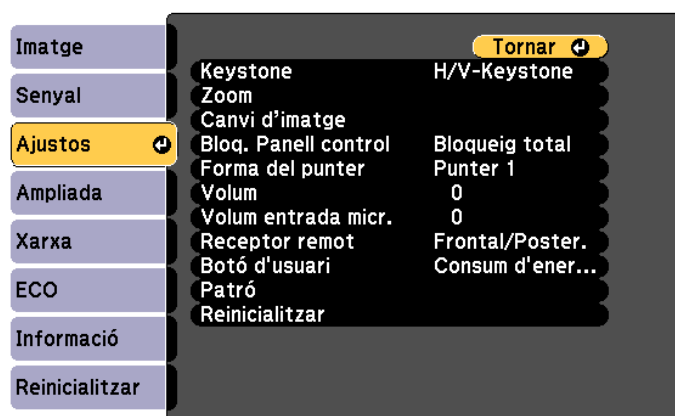 Imatge
Senyal
Ajustos
Ampliada
Xarxa
ECO
Informació
Reinicialitzar
Tornar
Keystone H/V-Keystone
Zoom
Canvi d'imatge
Bloq. Panell control Bloqueig total
Forma del punter Punter 1
Volum 0
Volum entrada micr. 0
Receptor remot Frontal/Poster.
Botó d'usuari Consum d'ener...
Patró
Reinicialitzar